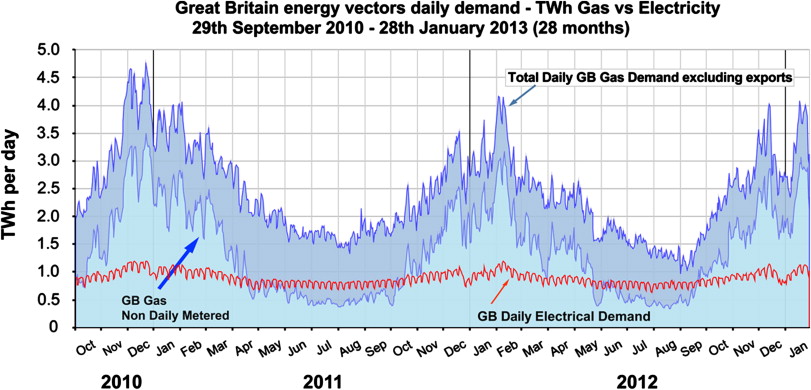 Great Britain energy vectors daily demand - TWh Gas vs Electricity
29th September 2010 - 28th January 2013 (28 months)
TWh per day
5.0
4.5
4.0
3.5
3.0
2.5
2.0
1.5
1.0
0.5
0
Total Daily GB Gas Demand excluding exports
GB Gas
Non Daily Metered
GB Daily Electrical Demand
Oct Nov Dec Jan Feb Mar Apr May Jun Jul Aug Sep Oct Nov Dec Jan Feb Mar Apr May Jun Jul Aug Sep Oct Nov Dec Jan
2010 2011 2012